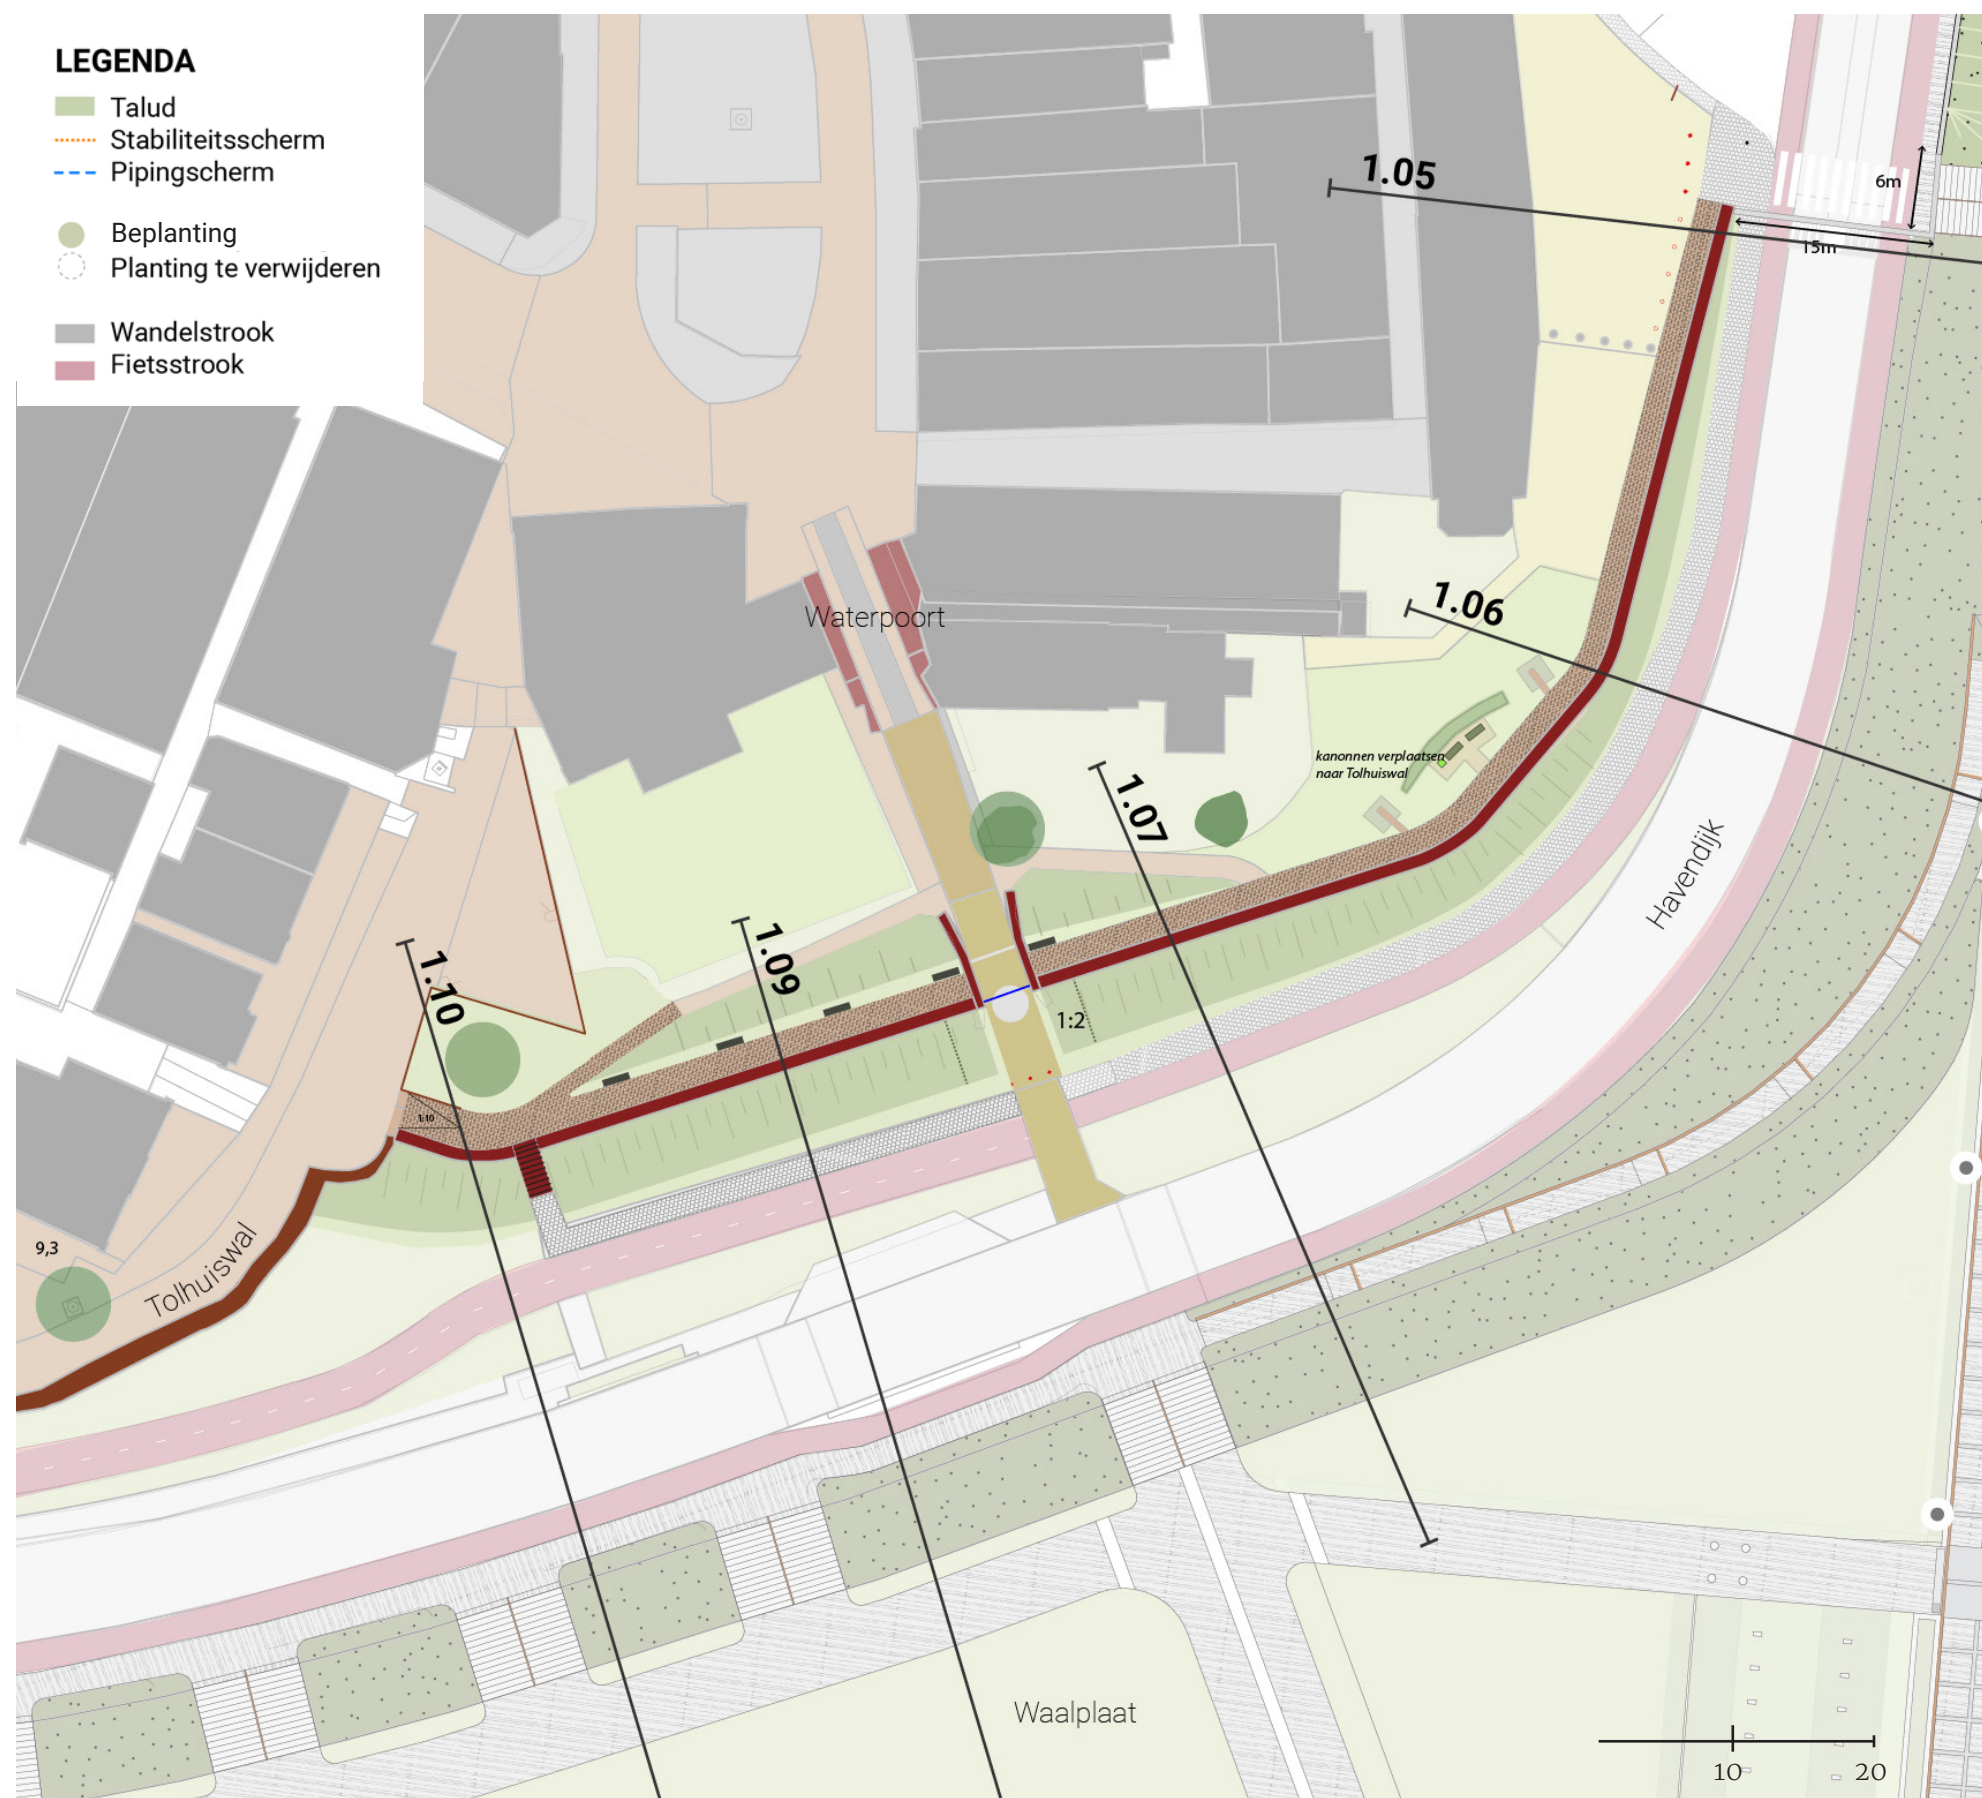 LEGENDA
Talud
Stabiliteitsscherm
Pipingscherm
Beplanting
Planting te verwijderen
Wandelstrook
Fietsstrook
1.05
6m
15m
1.06
Waterpoort
kanonnen verplaatsen
naar Tolhuiswal
1.07
Havendijk
1.09
1.10
1:2
1:10
9,3
Tolhuiswal
Waalplaat
10
20